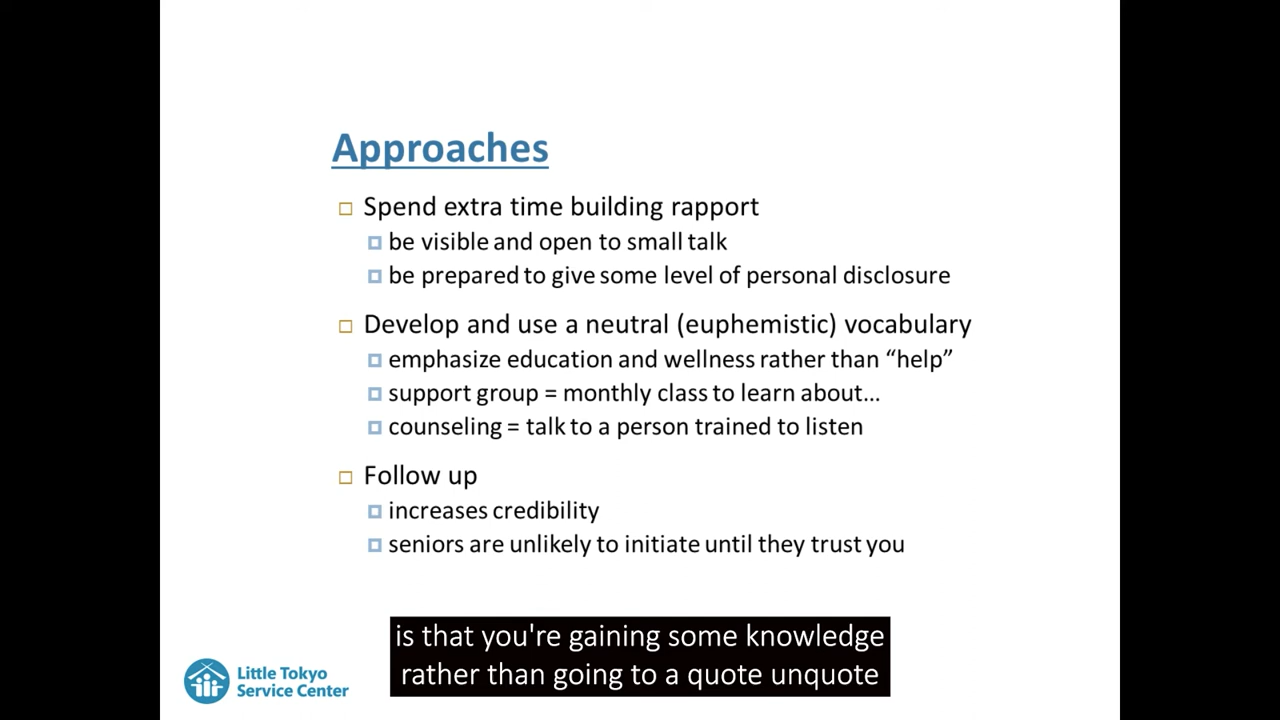 Approaches
Spend extra time building rapport
be visible and open to small talk
be prepared to give some level of personal disclosure
Develop and use a neutral (euphemistic) vocabulary
emphasize education and wellness rather than “help”
support group = monthly class to learn about…
counseling = talk to a person trained to listen
Follow up
increases credibility
seniors are unlikely to initiate until they trust you
is that you're gaining some knowledge
rather than going to a quote unquote
Little Tokyo
Service Center